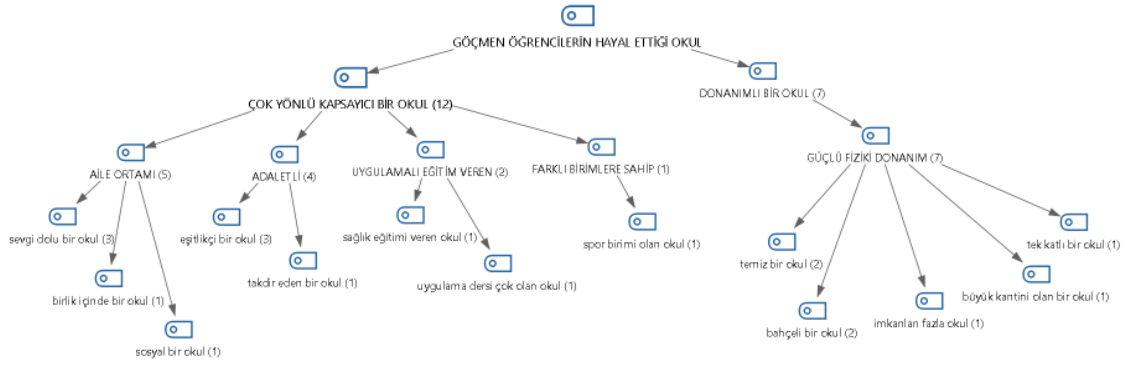 GÖÇMEN ÖĞRENCİLERİN HAYAL ETTİĞİ OKUL
ÇOK YÖNLÜ KAPSAYICI BİR OKUL (12)
DONANIMLI BİR OKUL (7)
AİLE ORTAMI (5)
ADALETLİ (4)
UYGULAMALI EĞİTİM VEREN (2)
FARKLI BİRİMLERE SAHİP (1)
GÜÇLÜ FİZİKİ DONANIM (7)
sevgi dolu bir okul (3)
eşitlikçi bir okul (3)
sağlık eğitimi veren okul (1)
spor birimi olan okul (1)
temiz bir okul (2)
tek katlı bir okul (1)
birlik içinde bir okul (1)
takdir eden bir okul (1)
uygulama dersi çok olan okul (1)
büyük kantini olan bir okul (1)
sosyal bir okul (1)
bahçeli bir okul (2)
imkanları fazla okul (1)